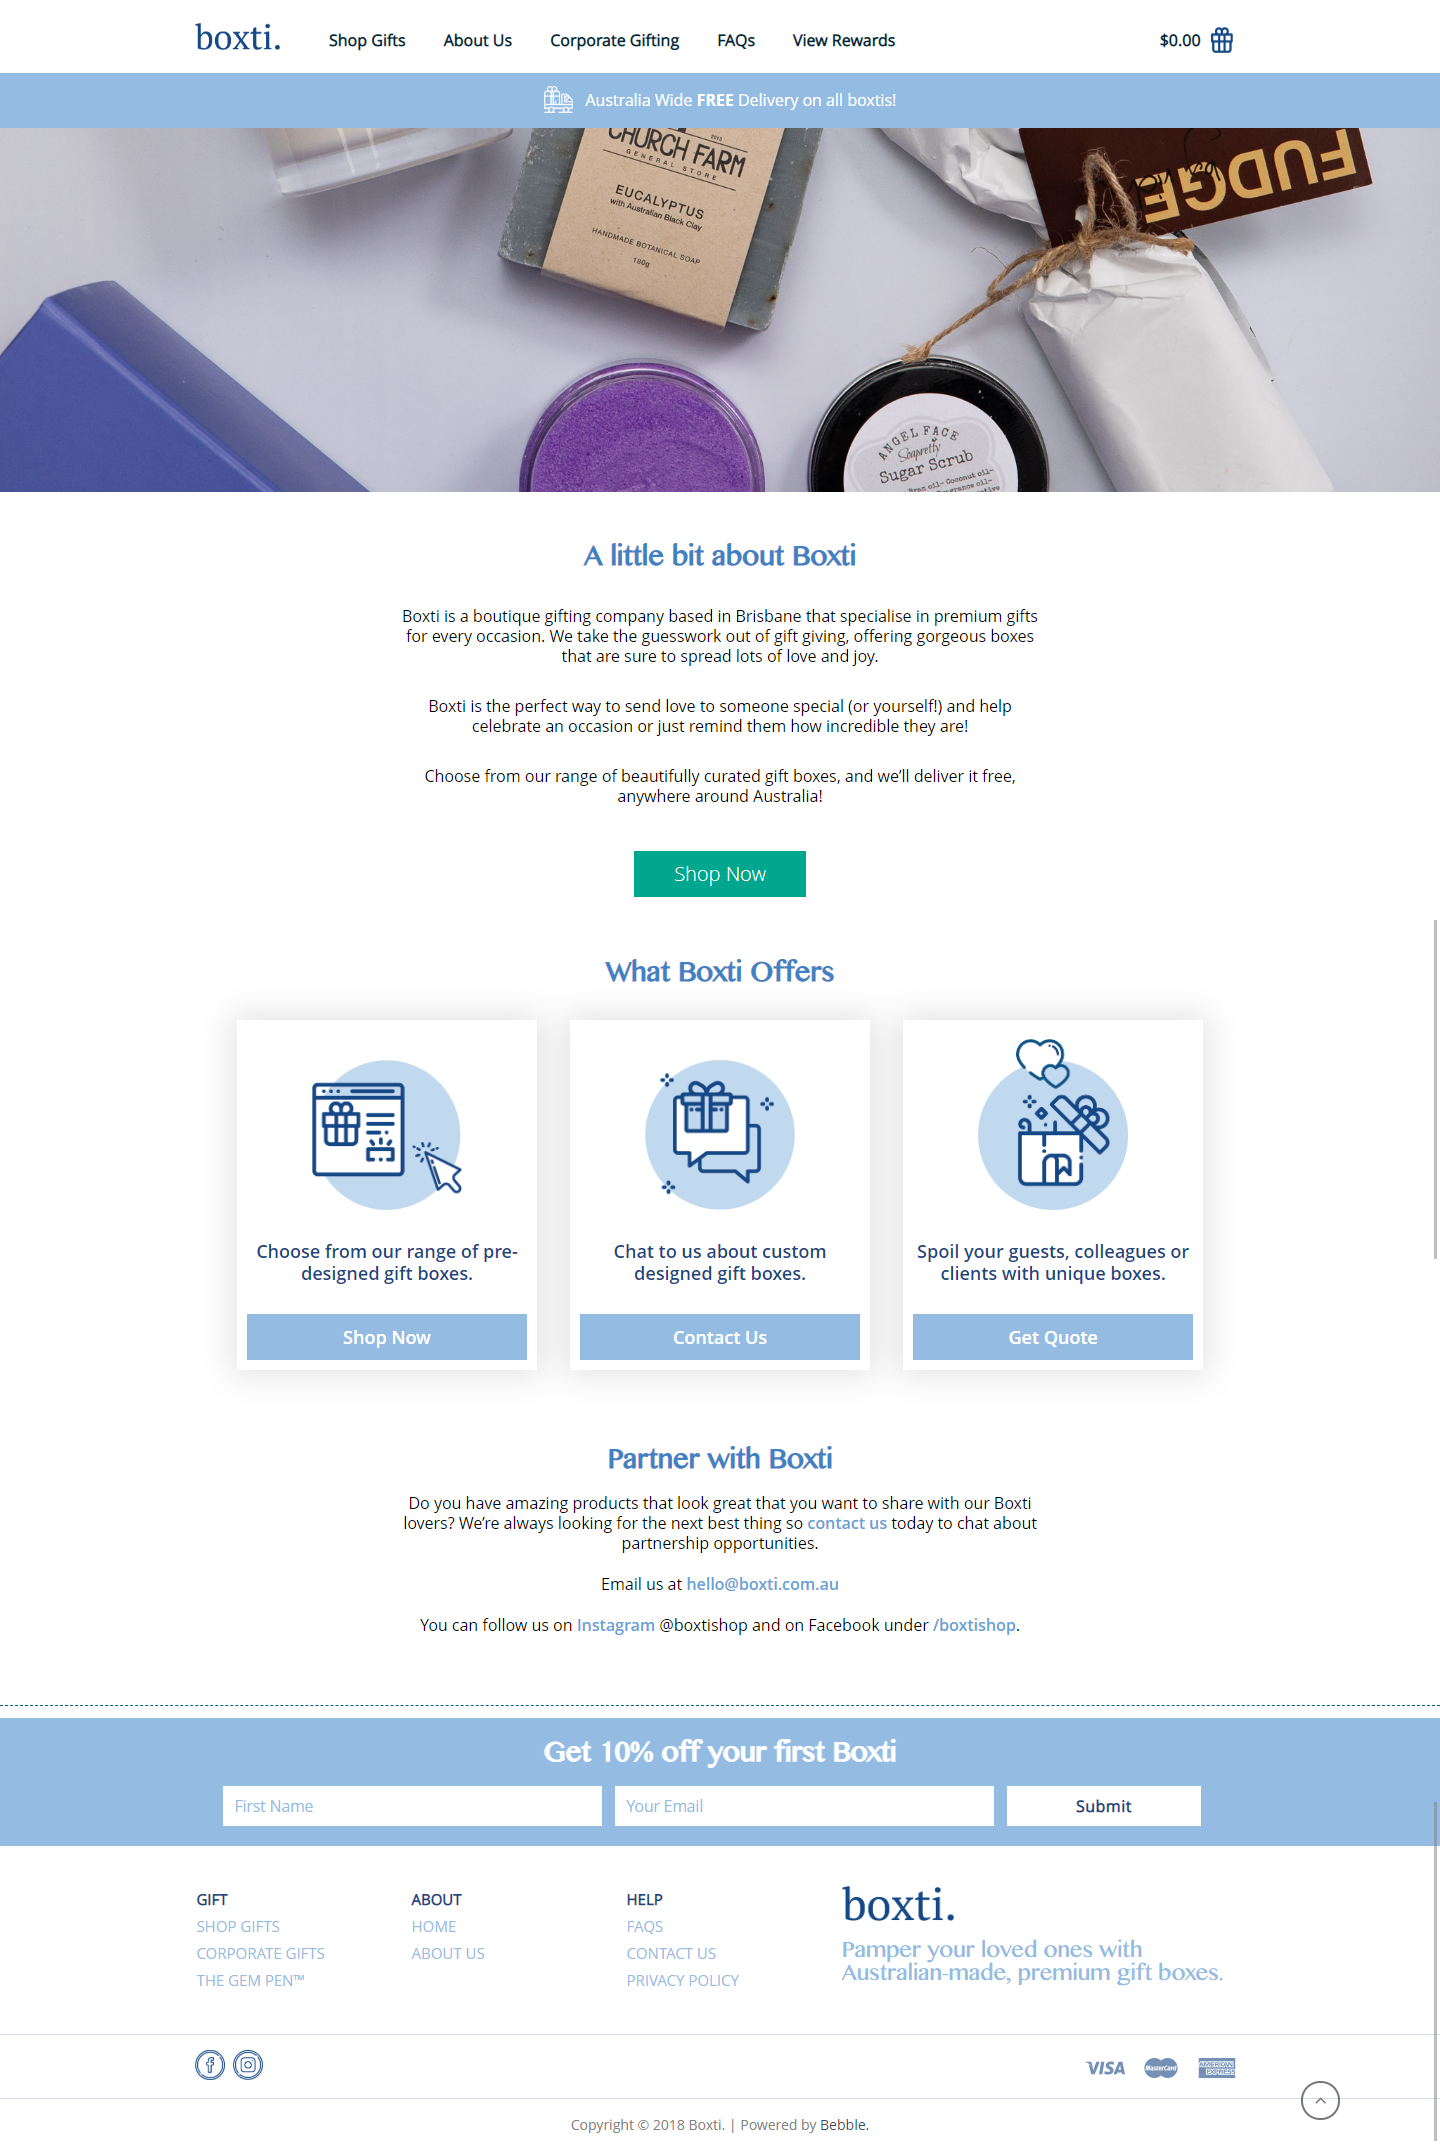 boxti.
Shop Gifts
About Us
Corporate Gifting
FAQs
View Rewards
$0.00
Australia Wide FREE Delivery on all boxtis!
CHURCH FARM
GENERAL STORE
EUCALYPTUS
with Australian Black Clay
HANDMADE BOTANICAL SOAP
160g
FUDGE
ANGEL FACE
Soapretty
Sugar Scrub
Bran oil~ Coconut oil~
A little bit about Boxti
Boxti is a boutique gifting company based in Brisbane that specialise in premium gifts
for every occasion. We take the guesswork out of gift giving, offering gorgeous boxes
that are sure to spread lots of love and joy.
Boxti is the perfect way to send love to someone special (or yourself!) and help
celebrate an occasion or just remind them how incredible they are!
Choose from our range of beautifully curated gift boxes, and we’ll deliver it free,
anywhere around Australia!
Shop Now
What Boxti Offers
Choose from our range of pre-
designed gift boxes.
Shop Now
Chat to us about custom
designed gift boxes.
Contact Us
Spoil your guests, colleagues or
clients with unique boxes.
Get Quote
Partner with Boxti
Do you have amazing products that look great that you want to share with our Boxti
lovers? We’re always looking for the next best thing so contact us today to chat about
partnership opportunities.
Email us at hello@boxti.com.au
You can follow us on Instagram @boxtishop and on Facebook under /boxtishop.
Get 10% off your first Boxti
First Name
Your Email
Submit
GIFT
SHOP GIFTS
CORPORATE GIFTS
THE GEM PEN™
ABOUT
HOME
ABOUT US
HELP
FAQS
CONTACT US
PRIVACY POLICY
boxti.
Pamper your loved ones with
Australian-made, premium gift boxes.
VISA
MasterCard
AMERICAN
EXPRESS
Copyright © 2018 Boxti. | Powered by Bebble.